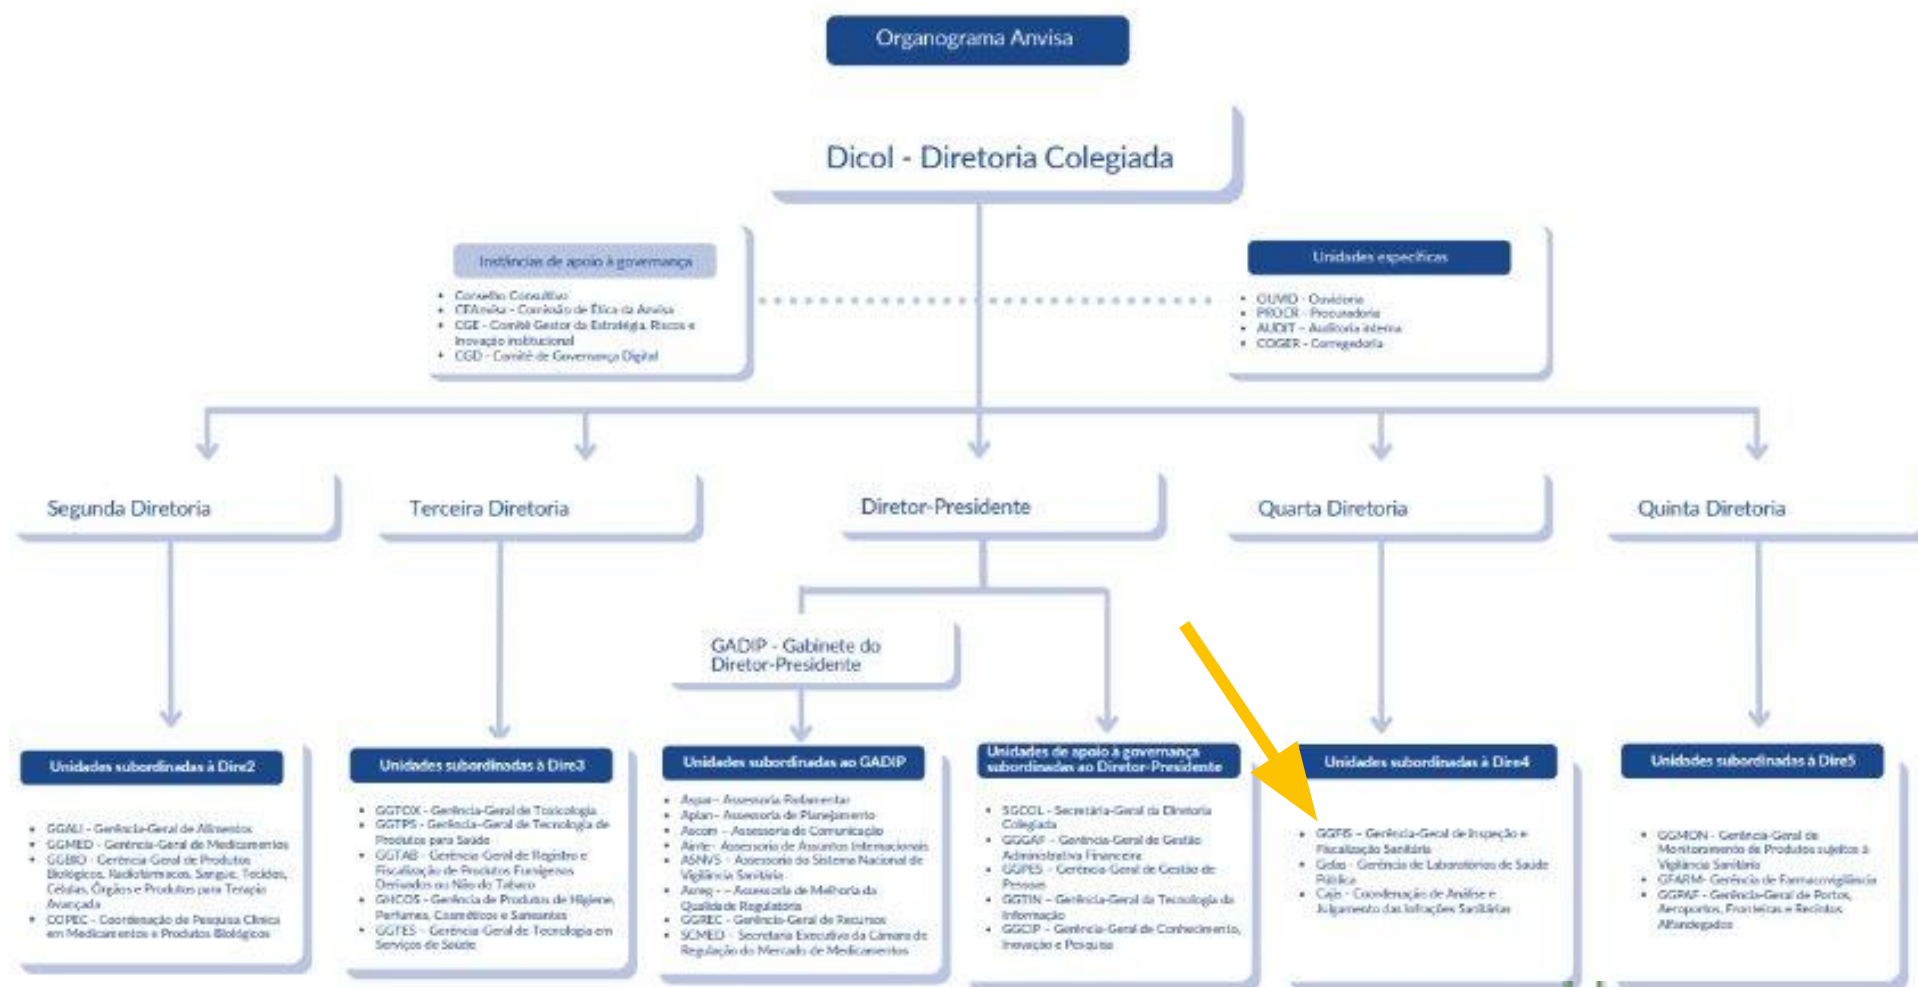 Organograma Anvisa
Dicol - Diretoria Colegiada
Instâncias de apoio à governança
• Conselho Consultivo
• CEAnvisa - Comissão de Ética da Anvisa
• CGE - Comitê Gestor da Estratégia, Riscos e
Inovação institucional
• CGD - Comitê de Governança Digital
Unidades específicas
• OUVID - Ouvidoria
• PROCR - Procuradoria
• AUDIT - Auditoria interna
• COGER - Corregedoria
Segunda Diretoria
Terceira Diretoria
Diretor-Presidente
Quarta Diretoria
Quinta Diretoria
GADIP - Gabinete do
Diretor-Presidente
Unidades subordinadas à Dire2
• GGALI - Gerência-Geral de Alimentos
• GGMED - Gerência-Geral de Medicamentos
• GGBIO - Gerência-Geral de Produtos
Biológicos, Radiofármacos, Sangue, Tecidos,
Células, Órgãos e Produtos para Terapia
Avançada
• COPEC - Coordenação de Pesquisa Clínica
em Medicamentos e Produtos Biológicos
Unidades subordinadas à Dire3
• GGTOX - Gerência-Geral de Toxicologia
• GGTPS - Gerência-Geral de Tecnologia de
Produtos para Saúde
• GGTAB - Gerência-Geral de Registro e
Fiscalização de Produtos Fumígenos
Derivados ou Não do Tabaco
• GHCOS - Gerência de Produtos de Higiene,
Perfumes, Cosméticos e Saneantes
• GGTES - Gerência Geral de Tecnologia em
Serviços de Saúde
Unidades subordinadas ao GADIP
• Aspar - Assessoria Parlamentar
• Aplan - Assessoria de Planejamento
• Ascom - Assessoria de Comunicação
• Ainte - Assessoria de Assuntos Internacionais
• ASNVS - Assessoria do Sistema Nacional de
Vigilância Sanitária
• Asreg - - Assessoria de Melhoria da
Qualidade Regulatória
• GGREC - Gerência-Geral de Recursos
• SCMED - Secretaria Executiva da Câmara de
Regulação do Mercado de Medicamentos
Unidades de apoio à governança
subordinadas ao Diretor-Presidente
• SGCOL - Secretária-Geral da Diretoria
Colegiada
• GGGAF - Gerência-Geral de Gestão
Administrativa Financeira
• GGPES - Gerência-Geral de Gestão de
Pessoas
• GGTIN - Gerência-Geral da Tecnologia da
Informação
• GGCIP - Gerência-Geral de Conhecimento,
Inovação e Pesquisa
Unidades subordinadas à Dire4
• GGFIS - Gerência-Geral de Inspeção e
Fiscalização Sanitária
• Gelas - Gerência de Laboratórios de Saúde
Pública
• Cajis - Coordenação de Análise e
Julgamento das Infrações Sanitárias
Unidades subordinadas à Dire5
• GGMON - Gerência-Geral de
Monitoramento de Produtos sujeitos à
Vigilância Sanitária
• GFARM- Gerência de Farmacovigilância
• GGPAF - Gerência-Geral de Portos,
Aeroportos, Fronteiras e Recintos
Alfandegados